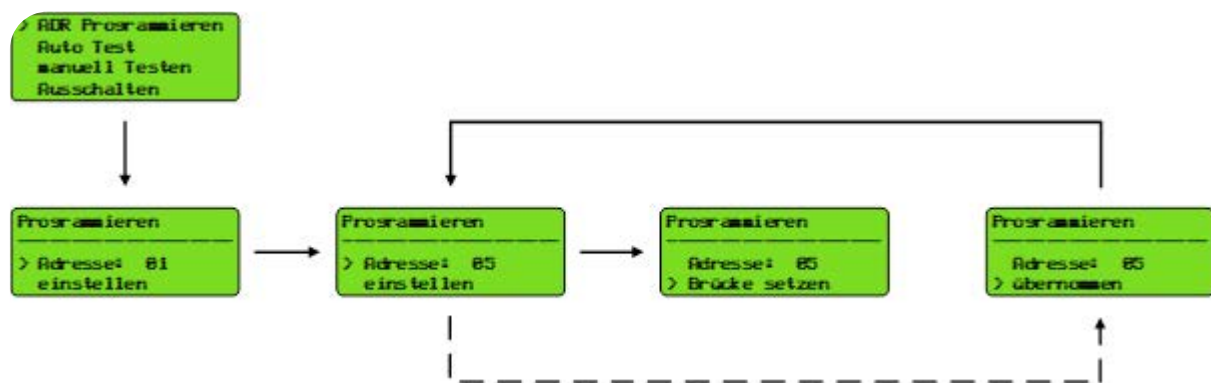 > ADR Programmieren
Auto Test
manuell Testen
Ausschalten
Programmieren
> Adresse: 01
einstellen
Programmieren
> Adresse: 05
einstellen
Programmieren
Adresse: 05
> Brücke setzen
Programmieren
Adresse: 05
> übernommen